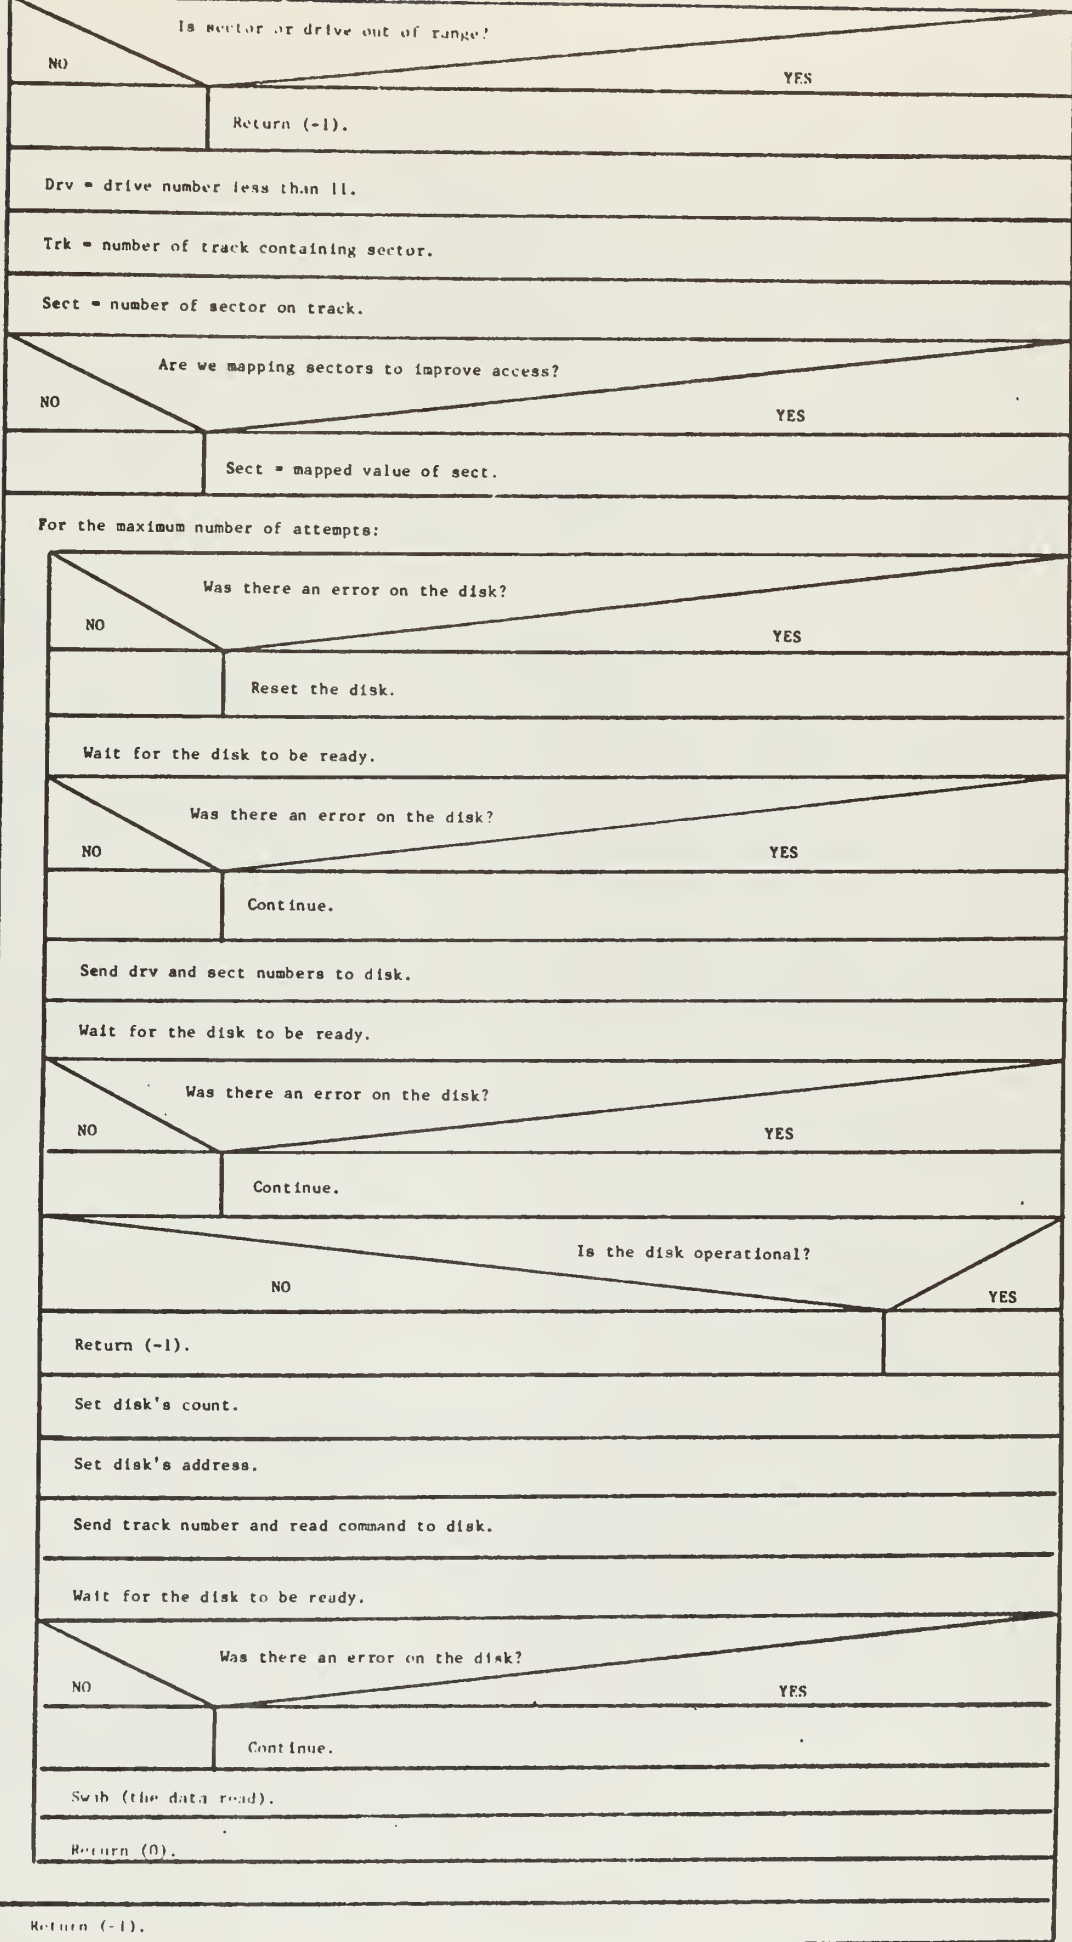 Is sector or drive out of range?
NO
YES
Return (-1).
Drv = drive number less than 11.
Trk = number of track containing sector.
Sect = number of sector on track.
Are we mapping sectors to improve access?
NO
YES
Sect = mapped value of sect.
For the maximum number of attempts:
Was there an error on the disk?
NO
YES
Reset the disk.
Wait for the disk to be ready.
Was there an error on the disk?
NO
YES
Continue.
Send drv and sect numbers to disk.
Wait for the disk to be ready.
Was there an error on the disk?
NO
YES
Continue.
Is the disk operational?
NO
YES
Return (-1).
Set disk's count.
Set disk's address.
Send track number and read command to disk.
Wait for the disk to be ready.
Was there an error on the disk?
NO
YES
Continue.
Swab (the data read).
Return (0).
Return (-1).